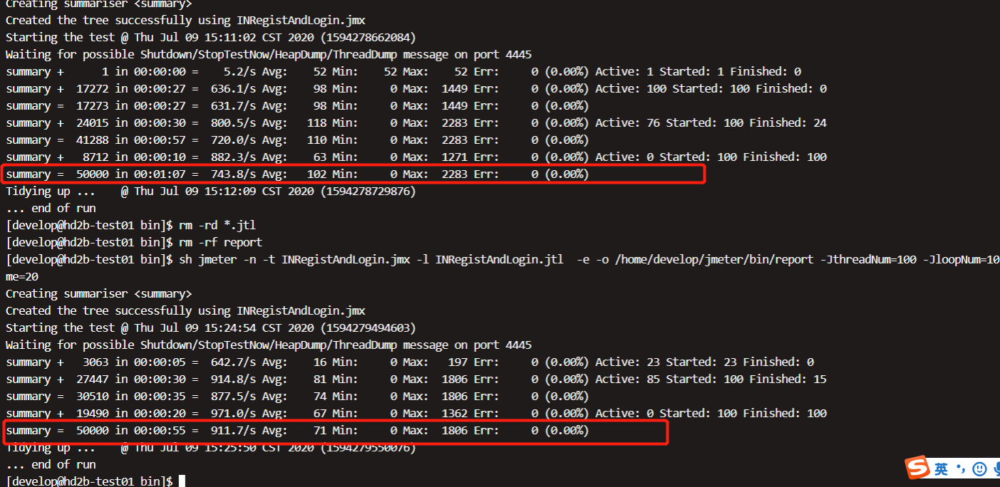 Creating summariser <summary>
Created the tree successfully using INRegistAndLogin.jmx
Starting the test @ Thu Jul 09 15:11:02 CST 2020 (1594278662084)
Waiting for possible Shutdown/StopTestNow/HeapDump/ThreadDump message on port 4445
summary +      1 in 00:00:00 =    5.2/s Avg:    52 Min:    52 Max:    52 Err:     0 (0.00%) Active: 1 Started: 1 Finished: 0
summary +  17272 in 00:00:27 =  636.1/s Avg:    98 Min:     0 Max:  1449 Err:     0 (0.00%) Active: 100 Started: 100 Finished: 0
summary =  17273 in 00:00:27 =  631.7/s Avg:    98 Min:     0 Max:  1449 Err:     0 (0.00%)
summary +  24015 in 00:00:30 =  800.5/s Avg:   118 Min:     0 Max:  2283 Err:     0 (0.00%) Active: 76 Started: 100 Finished: 24
summary =  41288 in 00:00:57 =  720.0/s Avg:   110 Min:     0 Max:  2283 Err:     0 (0.00%)
summary +   8712 in 00:00:10 =  882.3/s Avg:    63 Min:     0 Max:  1271 Err:     0 (0.00%) Active: 0 Started: 100 Finished: 100
summary =  50000 in 00:01:07 =  743.8/s Avg:   102 Min:     0 Max:  2283 Err:     0 (0.00%)
Tidying up ...    @ Thu Jul 09 15:12:09 CST 2020 (1594278729876)
... end of run
[develop@hd2b-test01 bin]$ rm -rd *.jtl
[develop@hd2b-test01 bin]$ rm -rf report
[develop@hd2b-test01 bin]$ sh jmeter -n -t INRegistAndLogin.jmx -l INRegistAndLogin.jtl  -e -o /home/develop/jmeter/bin/report -JthreadNum=100 -JloopNum=10
me=20
Creating summariser <summary>
Created the tree successfully using INRegistAndLogin.jmx
Starting the test @ Thu Jul 09 15:24:54 CST 2020 (1594279494603)
Waiting for possible Shutdown/StopTestNow/HeapDump/ThreadDump message on port 4445
summary +   3063 in 00:00:05 =  642.7/s Avg:    16 Min:     0 Max:   197 Err:     0 (0.00%) Active: 23 Started: 23 Finished: 0
summary +  27447 in 00:00:30 =  914.8/s Avg:    81 Min:     0 Max:  1806 Err:     0 (0.00%) Active: 85 Started: 100 Finished: 15
summary =  30510 in 00:00:35 =  877.5/s Avg:    74 Min:     0 Max:  1806 Err:     0 (0.00%)
summary +  19490 in 00:00:20 =  971.0/s Avg:    67 Min:     0 Max:  1362 Err:     0 (0.00%) Active: 0 Started: 100 Finished: 100
summary =  50000 in 00:00:55 =  911.7/s Avg:    71 Min:     0 Max:  1806 Err:     0 (0.00%)
Tidying up ...    @ Thu Jul 09 15:25:50 CST 2020 (1594279550076)
... end of run
[develop@hd2b-test01 bin]$
英